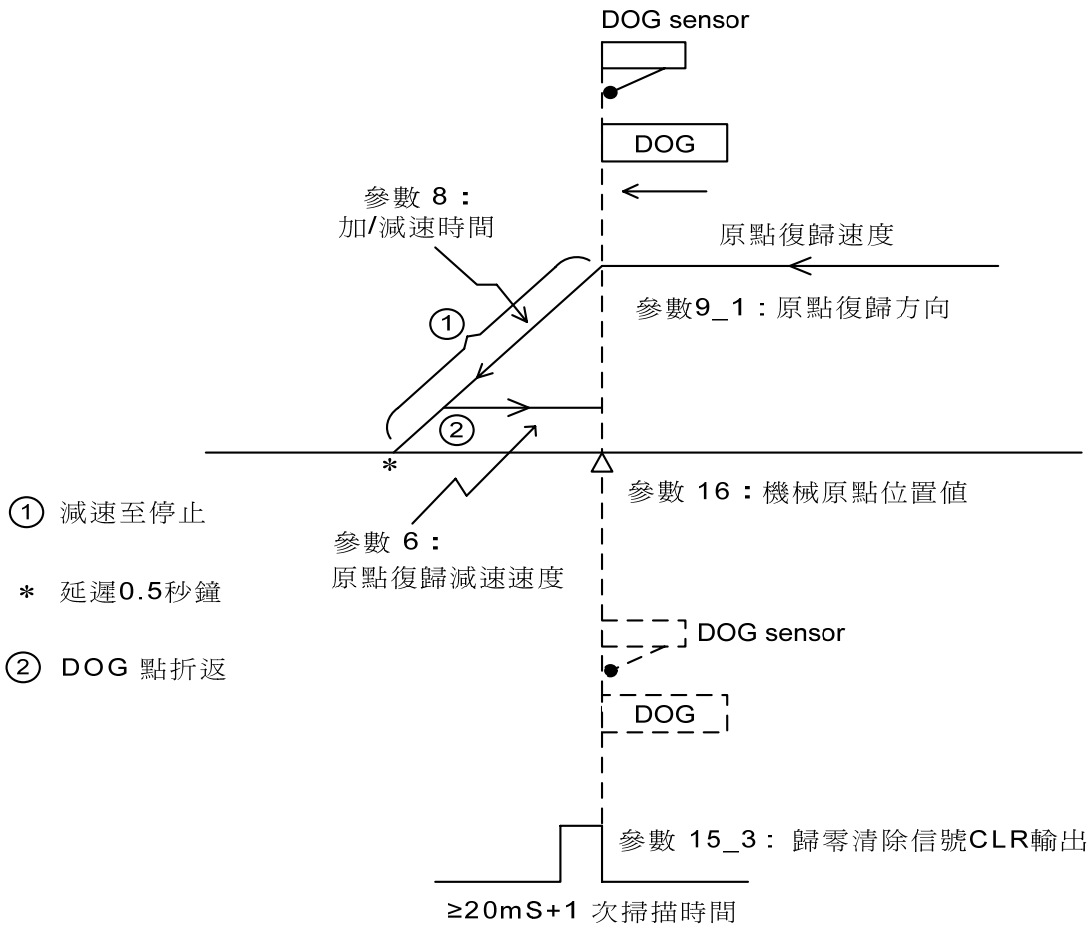 DOG sensor
DOG
參數 8：
加/減速時間
原點復歸速度
參數9_1：原點復歸方向
①
②
*
參數 16：機械原點位置值
① 減速至停止
參數 6：
原點復歸減速速度
* 延遲0.5秒鐘
DOG sensor
② DOG 點折返
DOG
參數 15_3： 歸零清除信號CLR輸出
≥20mS+1 次掃描時間